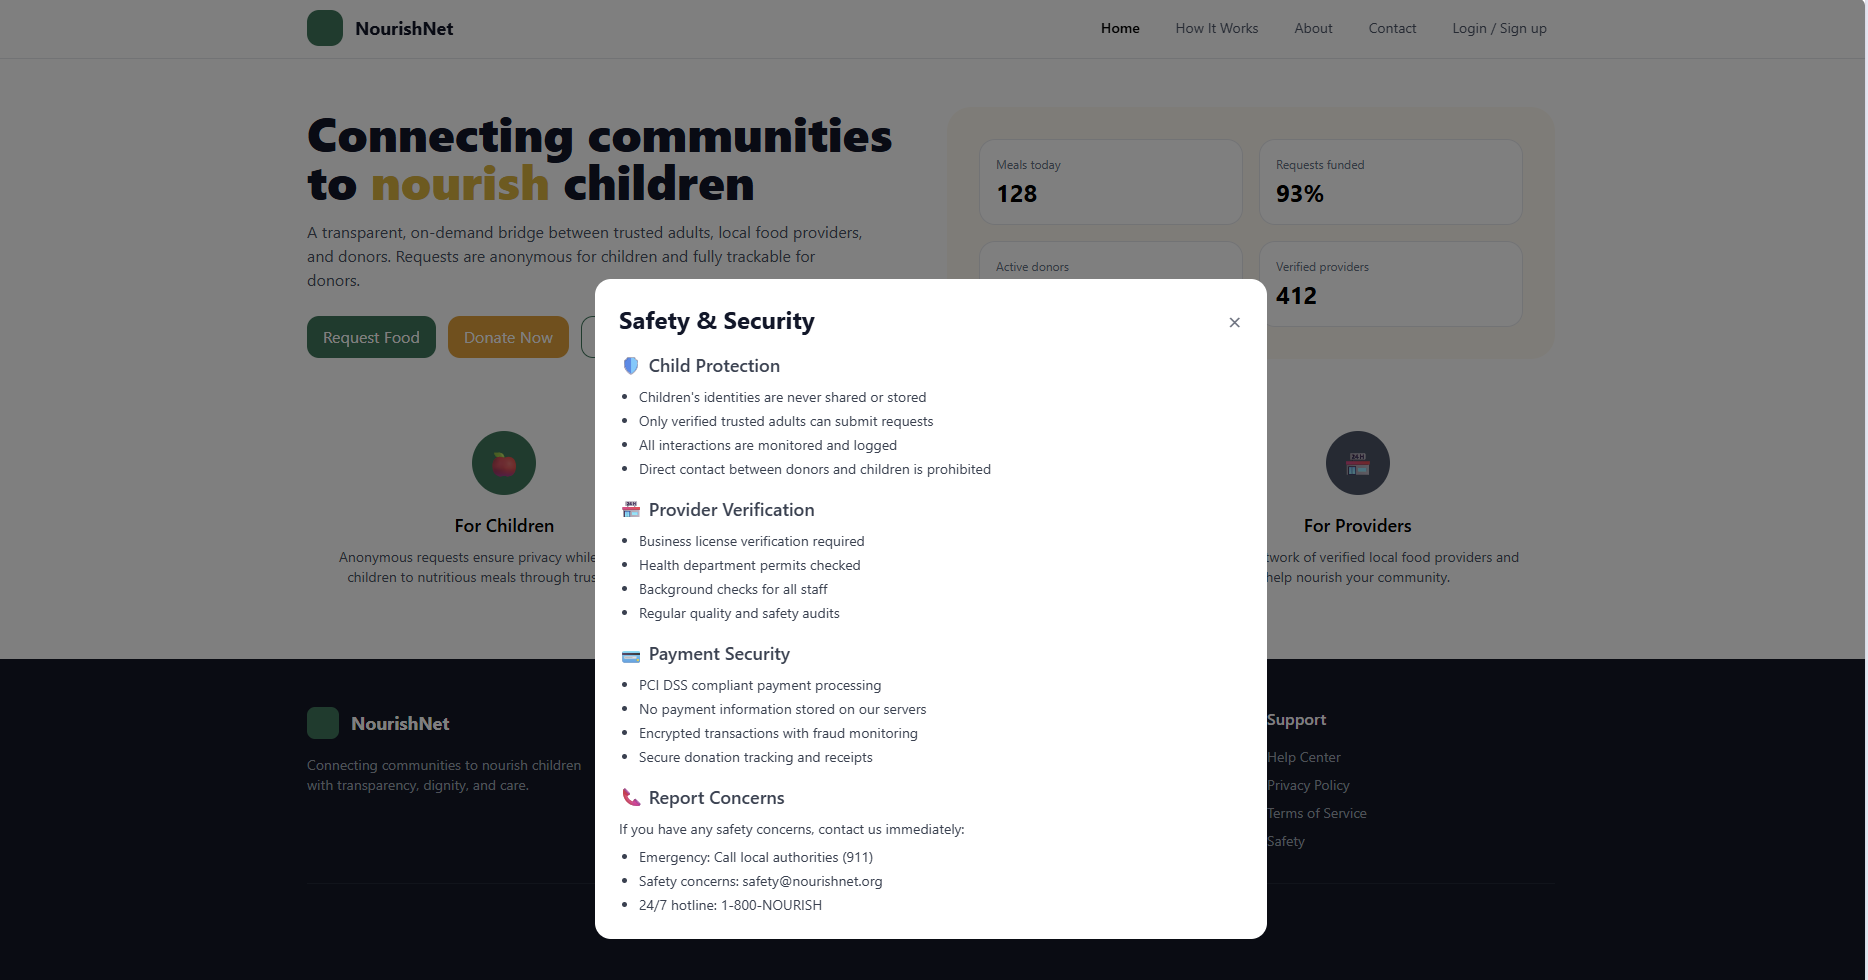 NourishNet
Home
How It Works
About
Contact
Login / Sign up
Connecting communities
to nourish children
A transparent, on-demand bridge between trusted adults, local food providers,
and donors. Requests are anonymous for children and fully trackable for
donors.
Request Food
Donate Now
Meals today
128
Requests funded
93%
Active donors
Verified providers
412
Safety & Security
×
Child Protection
• Children's identities are never shared or stored
• Only verified trusted adults can submit requests
• All interactions are monitored and logged
• Direct contact between donors and children is prohibited
Provider Verification
• Business license verification required
• Health department permits checked
• Background checks for all staff
• Regular quality and safety audits
Payment Security
• PCI DSS compliant payment processing
• No payment information stored on our servers
• Encrypted transactions with fraud monitoring
• Secure donation tracking and receipts
Report Concerns
If you have any safety concerns, contact us immediately:
• Emergency: Call local authorities (911)
• Safety concerns: safety@nourishnet.org
• 24/7 hotline: 1-800-NOURISH
For Children
Anonymous requests ensure privacy while
children to nutritious meals through
For Providers
of verified local food providers and
help nourish your community.
NourishNet
Connecting communities to nourish children
with transparency, dignity, and care.
Support
Help Center
Privacy Policy
Terms of Service
Safety